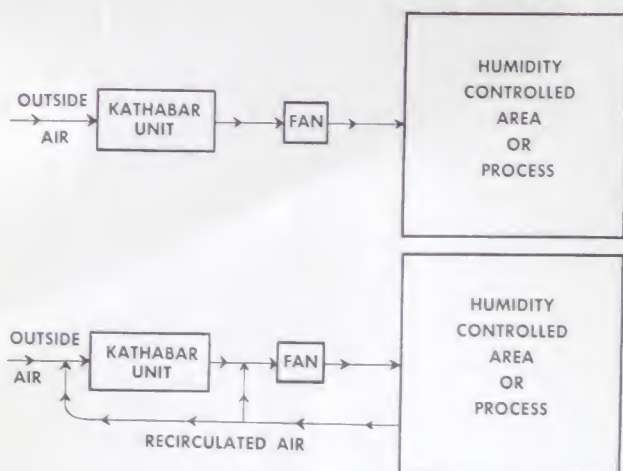 OUTSIDE
AIR
KATHABAR
UNIT
FAN
HUMIDITY
CONTROLLED
AREA
OR
PROCESS
OUTSIDE
AIR
KATHABAR
UNIT
FAN
HUMIDITY
CONTROLLED
AREA
OR
PROCESS
RECIRCULATED AIR